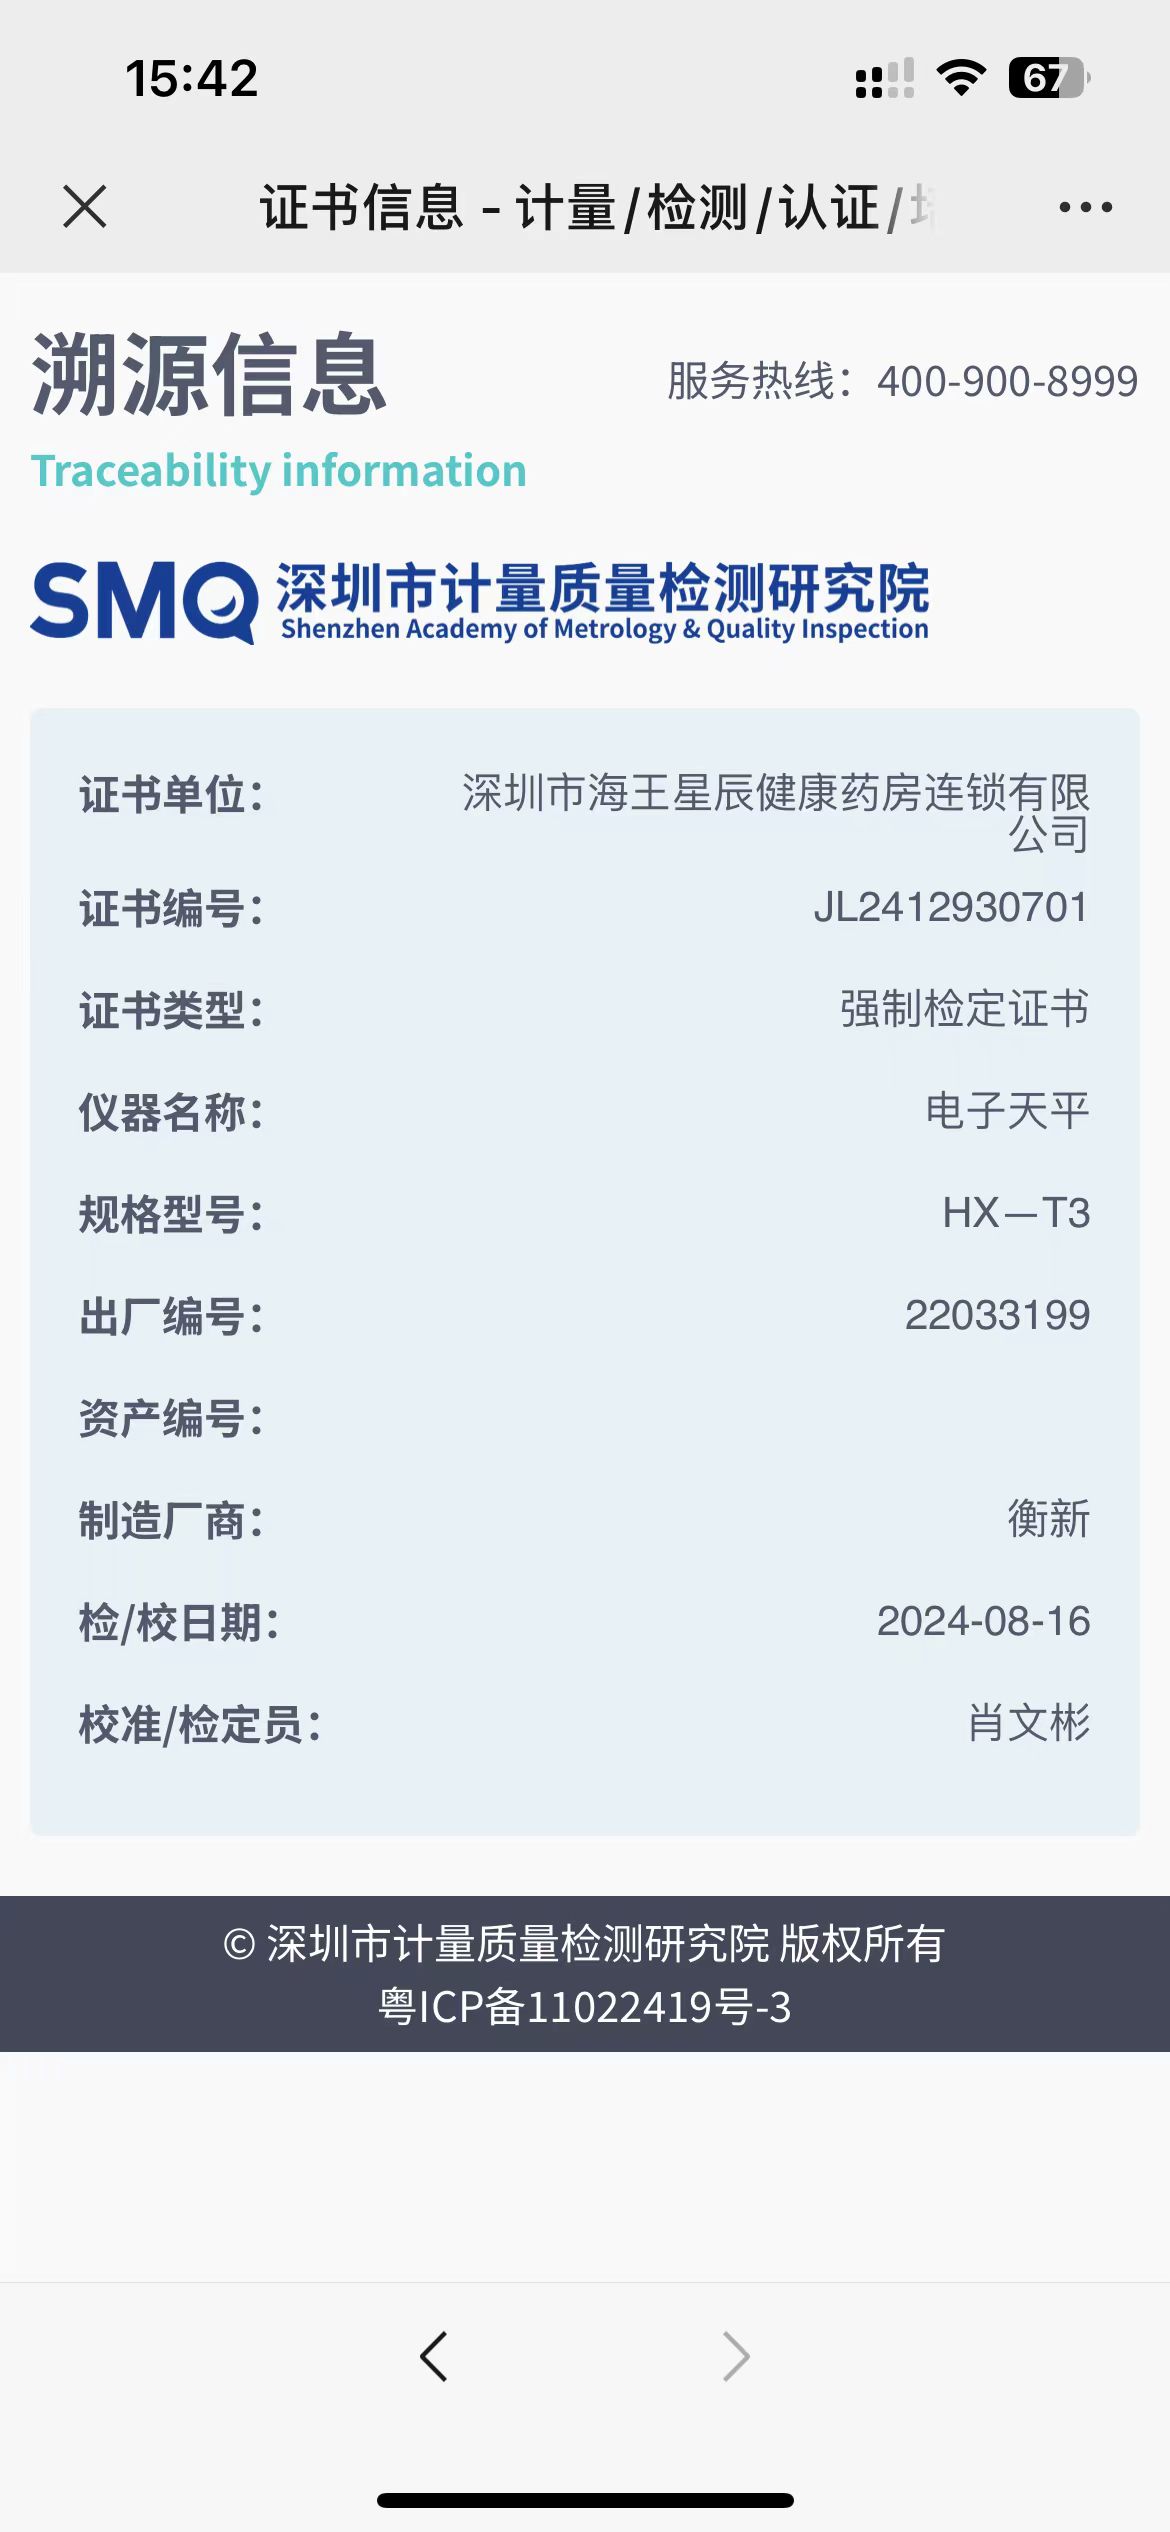 15:42
67
证书信息 - 计量/检测/认证/
溯源信息
服务热线：400-900-8999
Traceability information
SMQ 深圳市计量质量检测研究院
Shenzhen Academy of Metrology & Quality Inspection
证书单位： 深圳市海王星辰健康药房连锁有限
公司
证书编号： JL2412930701
证书类型： 强制检定证书
仪器名称： 电子天平
规格型号： HX—T3
出厂编号： 22033199
资产编号：
制造厂商： 衡新
检/校日期： 2024-08-16
校准/检定员： 肖文彬
© 深圳市计量质量检测研究院 版权所有
粤ICP备11022419号-3